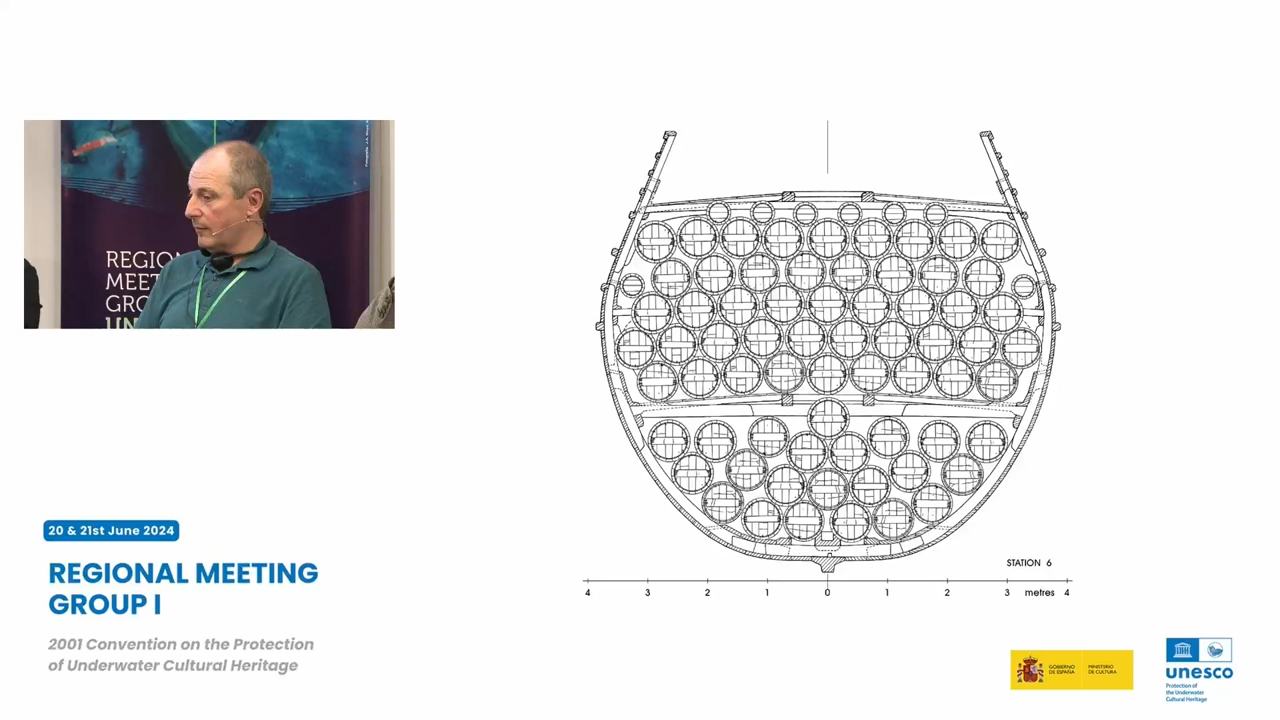 REGION
MEET
GRO
UN
20 & 21st June 2024
REGIONAL MEETING
GROUP I
2001 Convention on the Protection
of Underwater Cultural Heritage
STATION 6
4 3 2 1 0 1 2 3 metres 4
GOBIERNO
DE ESPAÑA
MINISTERIO
DE CULTURA
unesco
Protection of
the Underwater
Cultural Heritage